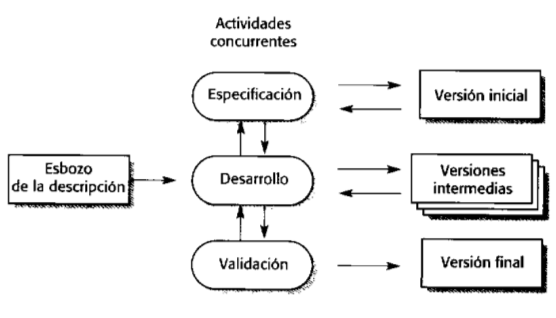 Actividades
concurrentes
Especificación
Versión inicial
Esbozo
de la descripción
Desarrollo
Versiones
intermedias
Validación
Versión final